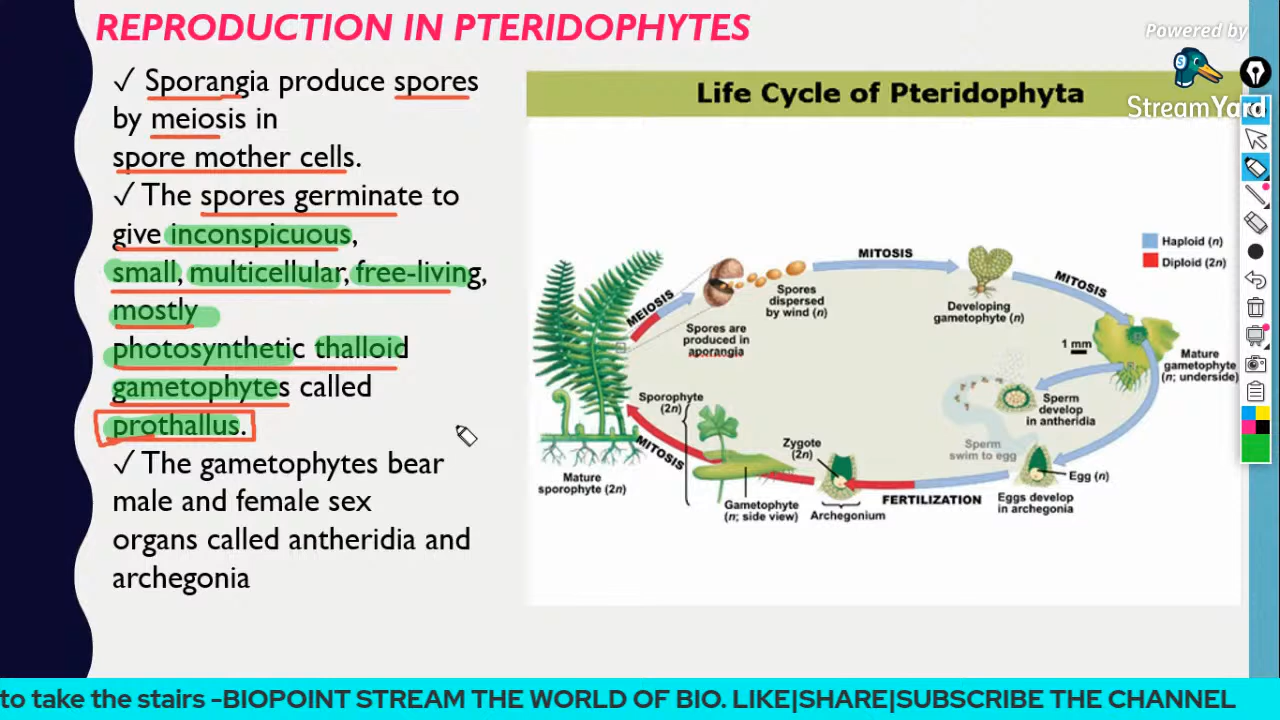 REPRODUCTION IN PTERIDOPHYTES
✓ Sporangia produce spores
by meiosis in
spore mother cells.
✓ The spores germinate to
give inconspicuous,
small, multicellular, free-living,
mostly
photosynthetic thalloid
gametophytes called
prothallus.
✓ The gametophytes bear
male and female sex
organs called antheridia and
archegonia
Powered by
StreamYard
Life Cycle of Pteridophyta
Haploid (n)
Diploid (2n)
MEIOSIS
Spores are
produced in
aporangia
Spores
dispersed
by wind (n)
MITOSIS
Developing
gametophyte (n)
MITOSIS
1 mm
Mature
gametophyte
(n; underside)
Sperm
develop
in antheridia
Sperm
swim to egg
Egg (n)
Eggs develop
in archegonia
FERTILIZATION
Zygote
(2n)
Archegonium
Gametophyte
(n; side view)
Sporophyte
(2n)
MITOSIS
Mature
sporophyte (2n)
to take the stairs -BIOPOINT STREAM THE WORLD OF BIO. LIKE|SHARE|SUBSCRIBE THE CHANNEL